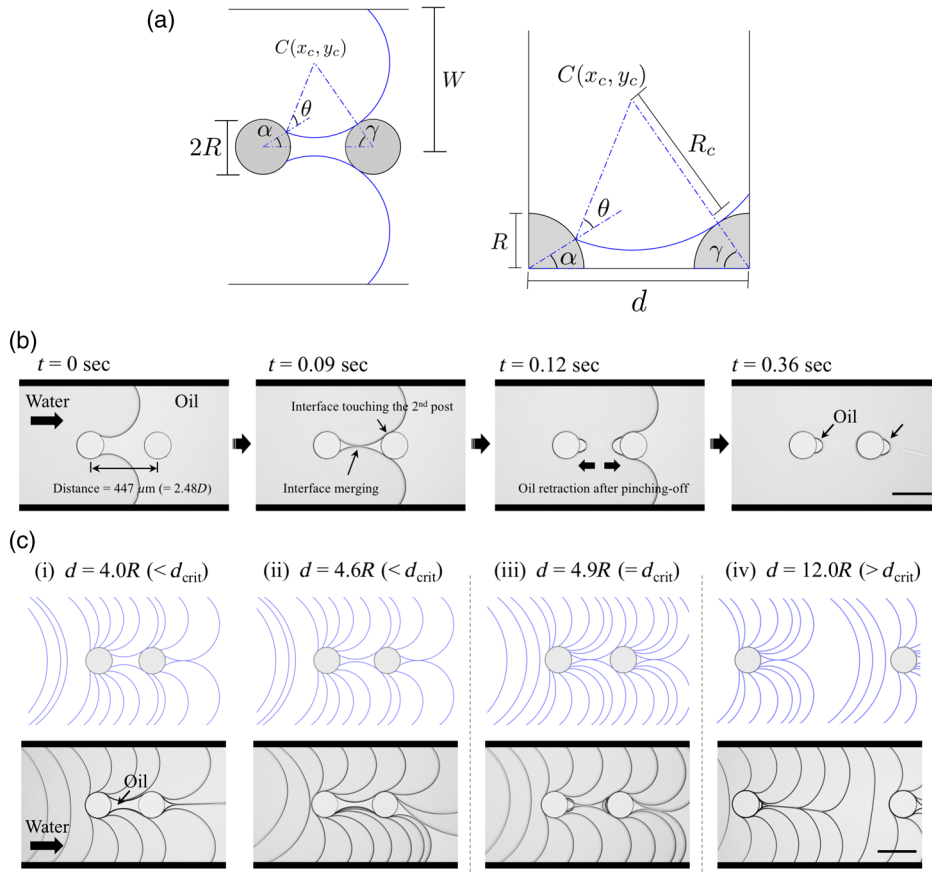 (a)
C(x_c, y_c)
θ
α
γ
2R
W
C(x_c, y_c)
R_c
θ
R
α
γ
d
(b)
t = 0 sec
t = 0.09 sec
t = 0.12 sec
t = 0.36 sec
Water
Oil
Distance = 447 μm (= 2.48D)
Interface touching the 2nd post
Interface merging
Oil retraction after pinching-off
Oil
(c)
(i) d = 4.0R (< d_crit)
(ii) d = 4.6R (< d_crit)
(iii) d = 4.9R (= d_crit)
(iv) d = 12.0R (> d_crit)
Oil
Water